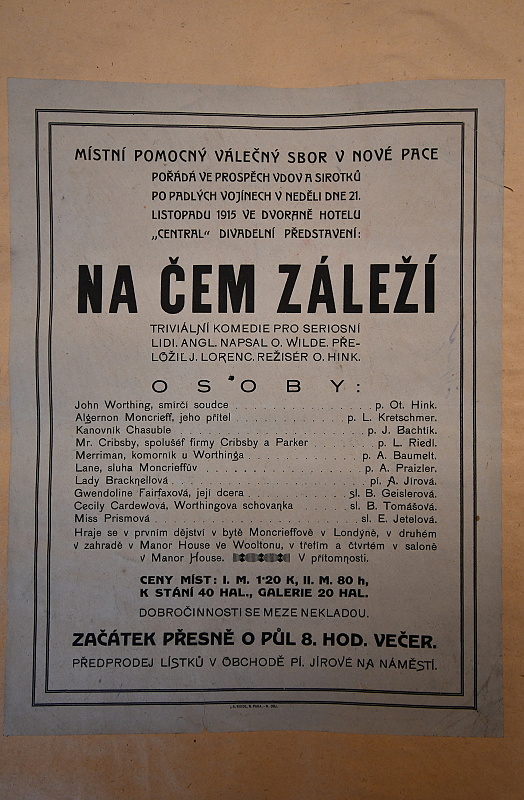 MÍSTNÍ POMOCNÝ VÁLEČNÝ SBOR V NOVÉ PACE
POŘÁDÁ VE PROSPĚCH VDOV A SIROTKŮ
PO PADLÝCH VOJÍNECH V NEDĚLI DNE 21.
LISTOPADU 1915 VE DVORANĚ HOTELU
„CENTRAL“ DIVADELNÍ PŘEDSTAVENÍ:
NA ČEM ZÁLEŽÍ
TRIVIÁLNÍ KOMEDIE PRO SERIOSNÍ
LIDI. ANGL. NAPSAL O. WILDE. PŘE-
LOŽIL J. LORENC. REŽISÉR O. HINK.
OSOBY:
John Worthing, smírčí soudce . . . . . . . . . . p. Ot. Hink.
Algernon Moncrieff, jeho přítel . . . . . . . . p. L. Kretschmer.
Kanovník Chasuble . . . . . . . . . . . . . p. J. Bachtík.
Mr. Cribsby, spolušéf firmy Cribsby a Parker . . . . . p. L. Riedl.
Merriman, komorník u Worthinga . . . . . . . . p. A. Baumelt.
Lane, sluha Moncrieffův . . . . . . . . . . . p. A. Praizler.
Lady Bracknellová . . . . . . . . . . . . . pí. A. Jírová.
Gwendoline Fairfaxová, její dcera . . . . . . . . sl. B. Geislerová.
Cecily Cardewová, Worthingova schovanka . . . . . sl. B. Tomášová.
Miss Prismová . . . . . . . . . . . . . . sl. E. Jetelová.
Hraje se v prvním dějství v bytě Moncrieffově v Londýně, v druhém
v zahradě v Manor House ve Wooltonu, v třetím a čtvrtém v saloně
v Manor House. V přítomnosti.
CENY MÍST: I. M. 1·20 K, II. M. 80 h,
K STÁNÍ 40 HAL., GALERIE 20 HAL.
DOBROČINNOSTI SE MEZE NEKLADOU.
ZAČÁTEK PŘESNĚ O PŮL 8. HOD. VEČER.
PŘEDPRODEJ LÍSTKŮ V OBCHODĚ PÍ. JÍROVÉ NA NÁMĚSTÍ.